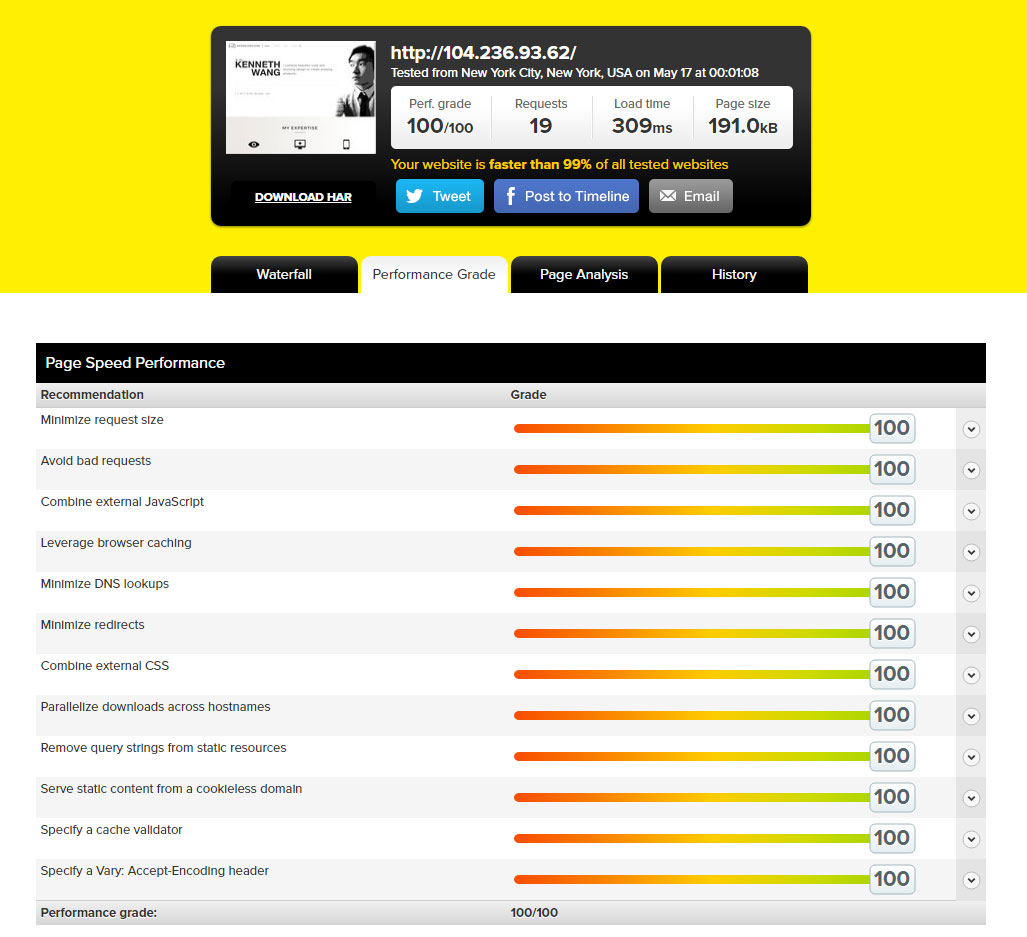 KENNETH
WANG
MY EXPERTISE
http://104.236.93.62/
Tested from New York City, New York, USA on May 17 at 00:01:08
Perf. grade Requests Load time Page size
100/100 19 309ms 191.0kB
Your website is faster than 99% of all tested websites
DOWNLOAD HAR Tweet Post to Timeline Email
Waterfall Performance Grade Page Analysis History
Page Speed Performance
Recommendation Grade
Minimize request size 100
Avoid bad requests 100
Combine external JavaScript 100
Leverage browser caching 100
Minimize DNS lookups 100
Minimize redirects 100
Combine external CSS 100
Parallelize downloads across hostnames 100
Remove query strings from static resources 100
Serve static content from a cookieless domain 100
Specify a cache validator 100
Specify a Vary: Accept-Encoding header 100
Performance grade: 100/100